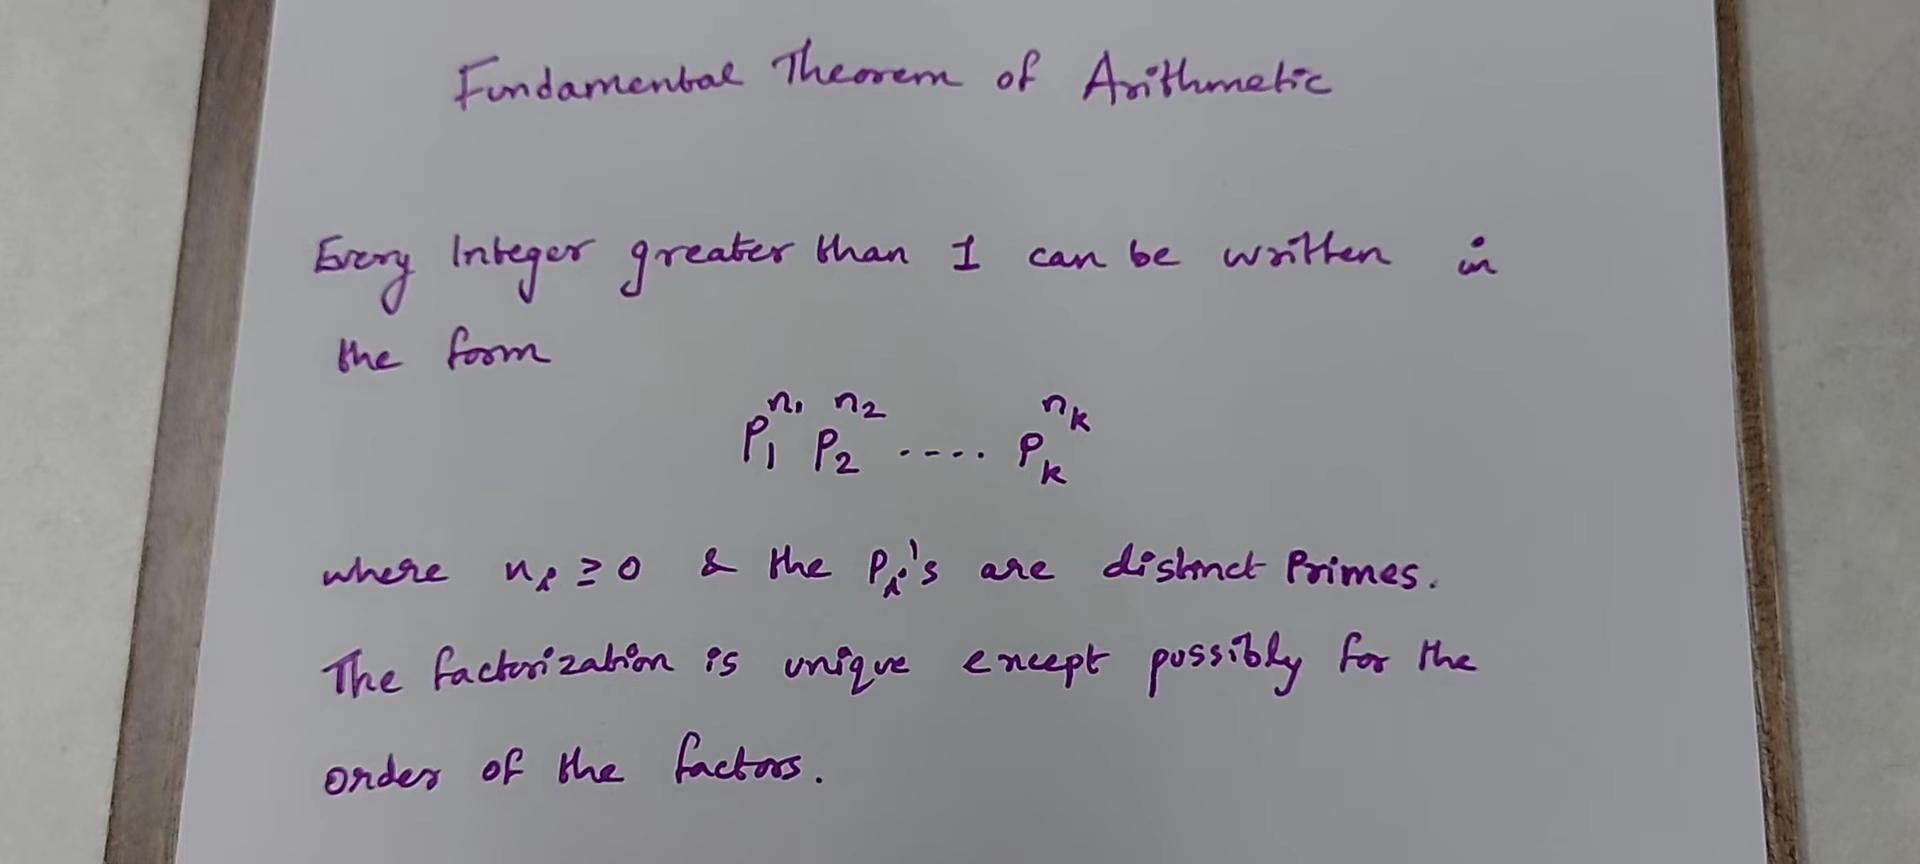 Fundamental Theorem of Arithmetic
Every Integer greater than 1 can be written in
the form
p₁^n₁ p₂^n₂ ..... p_k^n_k
where nᵢ ≥ 0 & the Pᵢ's are distinct Primes.
The factorization is unique except possibly for the
order of the factors.